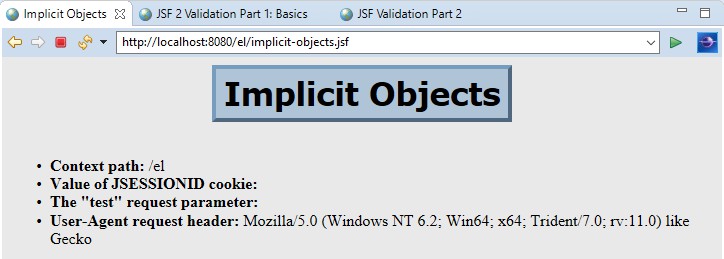 Implicit Objects
JSF 2 Validation Part 1: Basics
JSF Validation Part 2
http://localhost:8080/el/implicit-objects.jsf
Implicit Objects
• Context path: /el
• Value of JSESSIONID cookie:
• The "test" request parameter:
• User-Agent request header: Mozilla/5.0 (Windows NT 6.2; Win64; x64; Trident/7.0; rv:11.0) like
Gecko